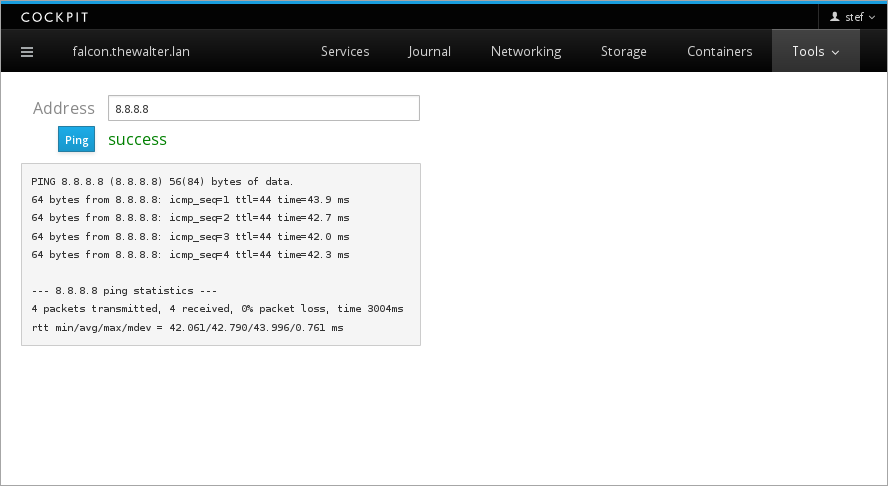 COCKPIT
stef
falcon.thewalter.lan Services Journal Networking Storage Containers Tools
Address 8.8.8.8
Ping success
PING 8.8.8.8 (8.8.8.8) 56(84) bytes of data.
64 bytes from 8.8.8.8: icmp_seq=1 ttl=44 time=43.9 ms
64 bytes from 8.8.8.8: icmp_seq=2 ttl=44 time=42.7 ms
64 bytes from 8.8.8.8: icmp_seq=3 ttl=44 time=42.0 ms
64 bytes from 8.8.8.8: icmp_seq=4 ttl=44 time=42.3 ms
--- 8.8.8.8 ping statistics ---
4 packets transmitted, 4 received, 0% packet loss, time 3004ms
rtt min/avg/max/mdev = 42.061/42.790/43.996/0.761 ms